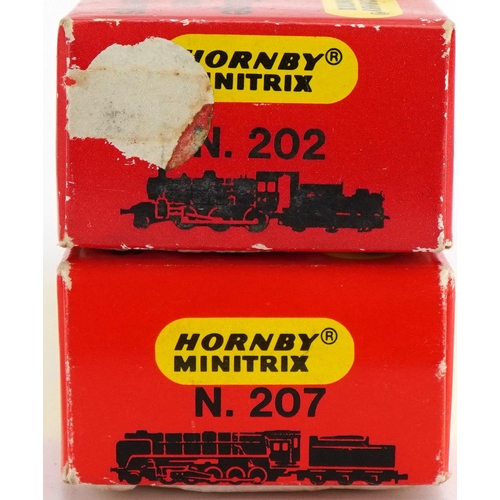 HORNBY®
MINITRIX
N. 202
HORNBY®
MINITRIX
N. 207